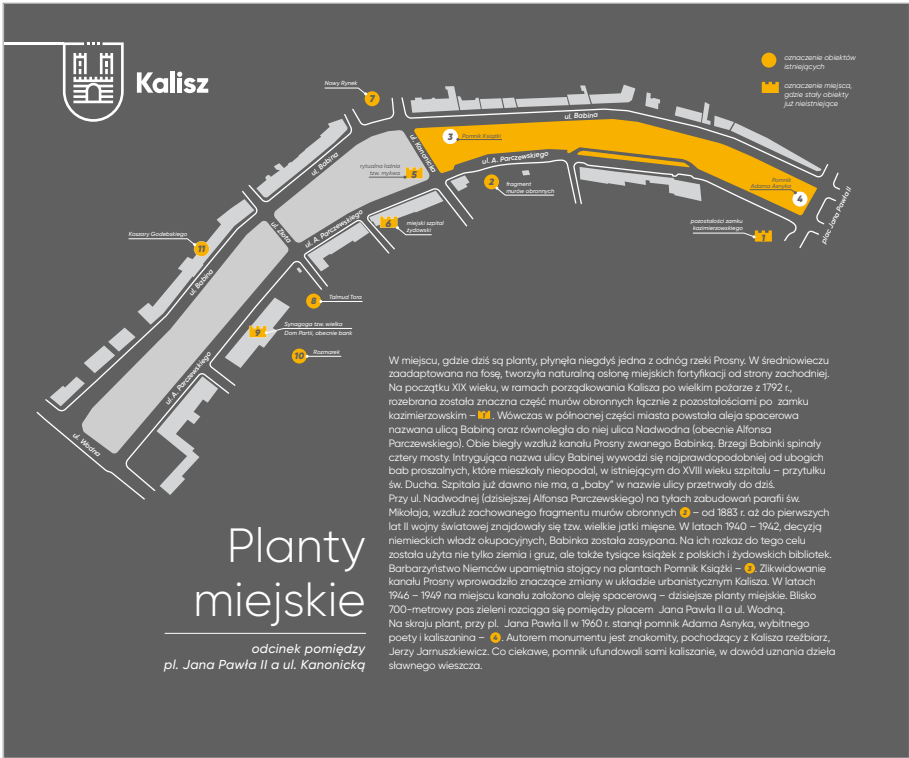 Kalisz
oznaczenie obiektów
istniejących
oznaczenie miejsca,
gdzie stały obiekty
już nieistniejące
Nowy Rynek
7
ul. Babina
3
Pomnik Książki
ul. Kanonicka
ul. A. Parczewskiego
ul. Babina
rytualna łaźnia
tzw. mykwa
5
2
fragment
murów obronnych
Pomnik
Adama Asnyka
4
plac Jana Pawła II
6
miejski szpital
żydowski
pozostałości zamku
kazimierzowskiego
1
Koszary Godebskiego
11
ul. Złota
ul. A. Parczewskiego
ul. Babina
8
Talmud Tora
Synagoga tzw. wielka
9
Dom Partii, obecnie bank
10
Rozmarek
ul. A. Parczewskiego
ul. Wodna
W miejscu, gdzie dziś są planty, płynęła niegdyś jedna z odnóg rzeki Prosny. W średniowieczu
zaadaptowana na fosę, tworzyła naturalną osłonę miejskich fortyfikacji od strony zachodniej.
Na początku XIX wieku, w ramach porządkowania Kalisza po wielkim pożarze z 1792 r.,
rozebrana została znaczna część murów obronnych łącznie z pozostałościami po zamku
kazimierzowskim – 1. Wówczas w północnej części miasta powstała aleja spacerowa
nazwana ulicą Babiną oraz równoległa do niej ulica Nadwodna (obecnie Alfonsa
Parczewskiego). Obie biegły wzdłuż kanału Prosny zwanego Babinką. Brzegi Babinki spinały
cztery mosty. Intrygująca nazwa ulicy Babinej wywodzi się najprawdopodobniej od ubogich
bab proszalnych, które mieszkały nieopodal, w istniejącym do XVIII wieku szpitalu – przytułku
św. Ducha. Szpitala już dawno nie ma, a „baby” w nazwie ulicy przetrwały do dziś.
Przy ul. Nadwodnej (dzisiejszej Alfonsa Parczewskiego) na tyłach zabudowań parafii św.
Mikołaja, wzdłuż zachowanego fragmentu murów obronnych 2 – od 1883 r. aż do pierwszych
lat II wojny światowej znajdowały się tzw. wielkie jatki mięsne. W latach 1940 – 1942, decyzją
niemieckich władz okupacyjnych, Babinka została zasypana. Na ich rozkaz do tego celu
została użyta nie tylko ziemia i gruz, ale także tysiące książek z polskich i żydowskich bibliotek.
Barbarzyństwo Niemców upamiętnia stojący na plantach Pomnik Książki – 3. Zlikwidowanie
kanału Prosny wprowadziło znaczące zmiany w układzie urbanistycznym Kalisza. W latach
1946 – 1949 na miejscu kanału założono aleję spacerową – dzisiejsze planty miejskie. Blisko
700-metrowy pas zieleni rozciąga się pomiędzy placem Jana Pawła II a ul. Wodną.
Na skraju plant, przy pl. Jana Pawła II w 1960 r. stanął pomnik Adama Asnyka, wybitnego
poety i kaliszanina – 4. Autorem monumentu jest znakomity, pochodzący z Kalisza rzeźbiarz,
Jerzy Jarnuszkiewicz. Co ciekawe, pomnik ufundowali sami kaliszanie, w dowód uznania dzieła
sławnego wieszcza.
Planty
miejskie
odcinek pomiędzy
pl. Jana Pawła II a ul. Kanonicką